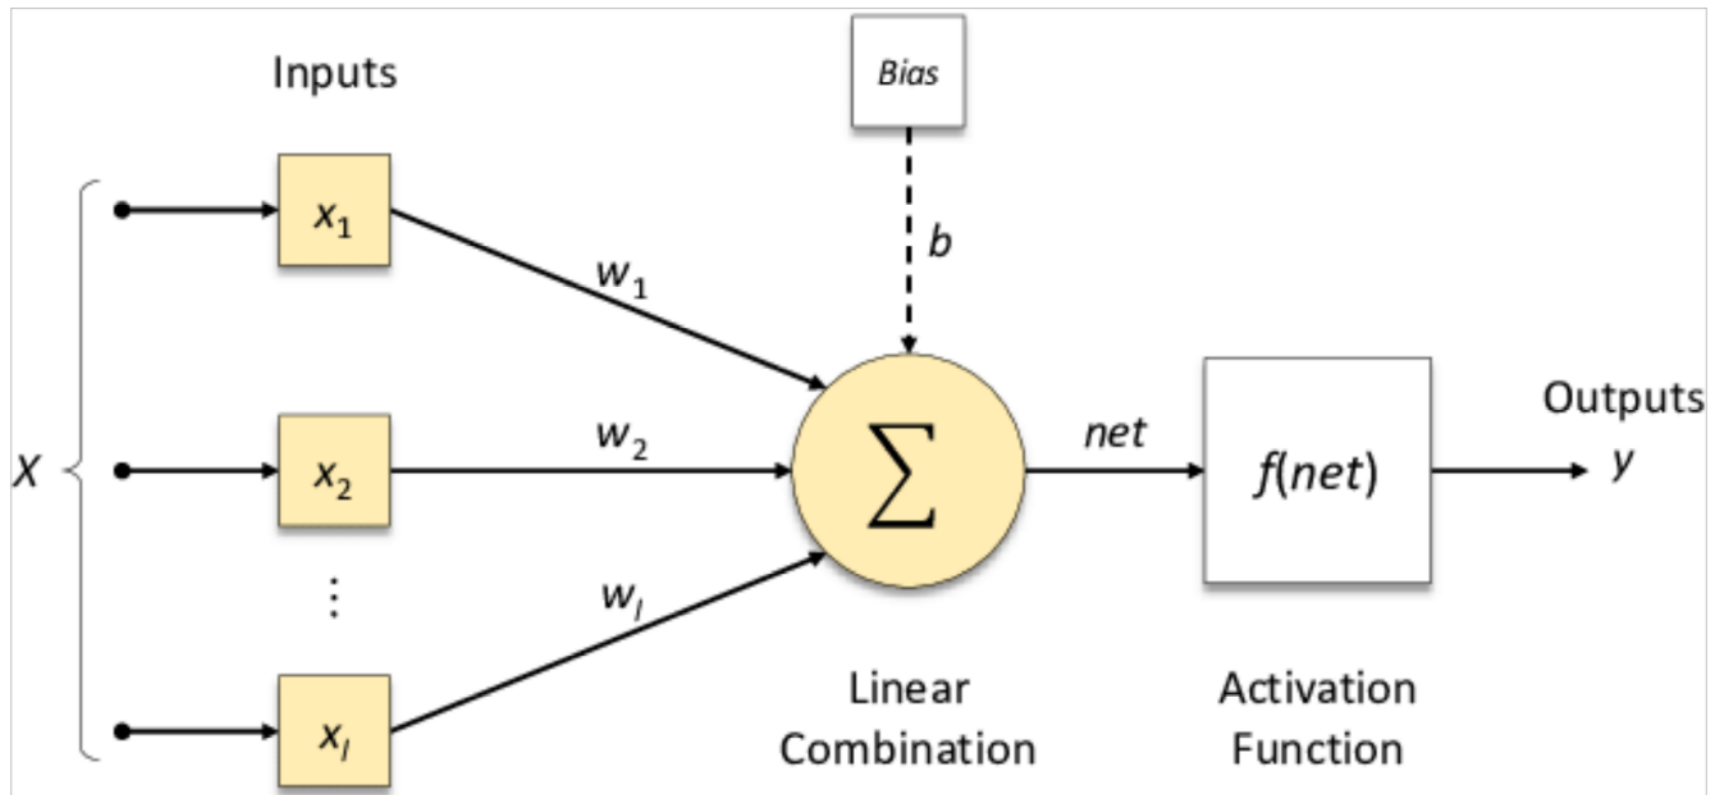 Inputs
Bias
x₁
b
w₁
Outputs
X
x₂
w₂
∑
net
f(net)
y
⋮
wₗ
xₗ
Linear
Combination
Activation
Function